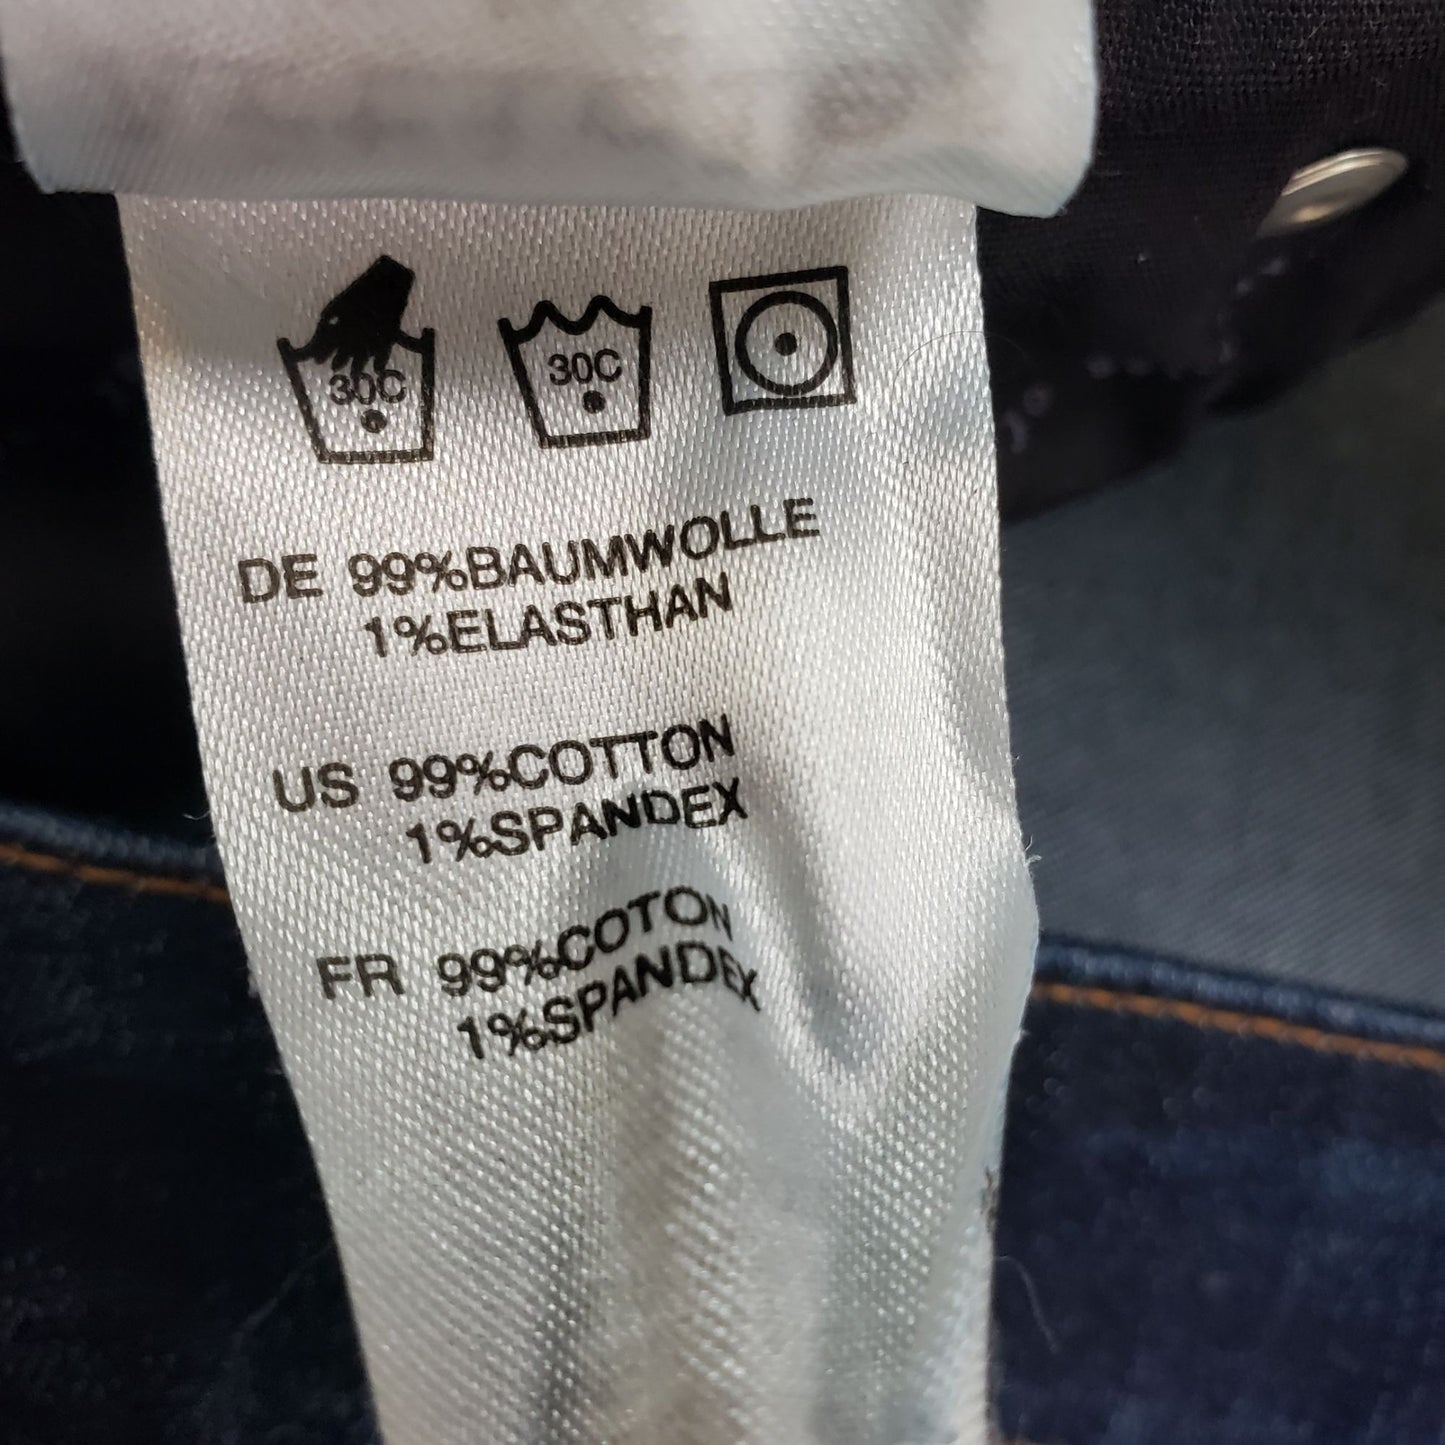 30C 30C
DE 99%BAUMWOLLE
1%ELASTHAN
US 99%COTTON
1%SPANDEX
FR 99%COTON
1%SPANDEX